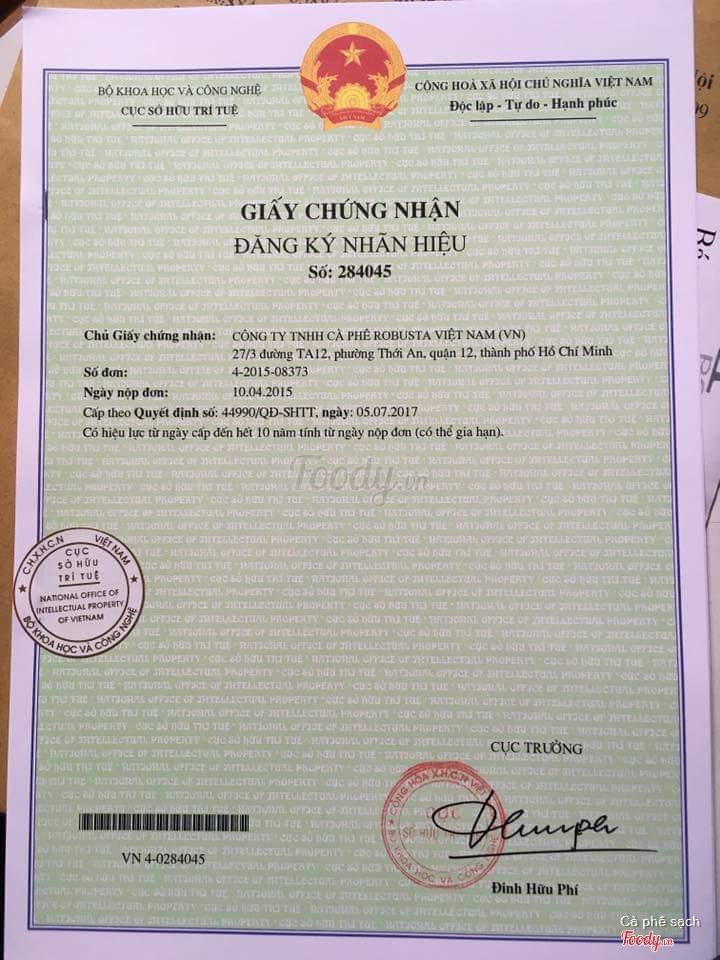 BỘ KHOA HỌC VÀ CÔNG NGHỆ
CỤC SỞ HỮU TRÍ TUỆ
CỘNG HOÀ XÃ HỘI CHỦ NGHĨA VIỆT NAM
Độc lập - Tự do - Hạnh phúc
GIẤY CHỨNG NHẬN
ĐĂNG KÝ NHÃN HIỆU
Số: 284045
Chủ Giấy chứng nhận: CÔNG TY TNHH CÀ PHÊ ROBUSTA VIỆT NAM (VN)
27/3 đường TA12, phường Thới An, quận 12, thành phố Hồ Chí Minh
Số đơn: 4-2015-08373
Ngày nộp đơn: 10.04.2015
Cấp theo Quyết định số: 44990/QĐ-SHTT, ngày: 05.07.2017
Có hiệu lực từ ngày cấp đến hết 10 năm tính từ ngày nộp đơn (có thể gia hạn).
Foody.vn
C.H.X.H.C.N VIỆT NAM
CỤC
SỞ HỮU
TRÍ TUỆ
NATIONAL OFFICE OF
INTELLECTUAL PROPERTY
OF VIETNAM
BỘ KHOA HỌC VÀ CÔNG NGHỆ
CỤC TRƯỞNG
VN 4-0284045
Đinh Hữu Phí
Cà phê sạch
Foody.vn